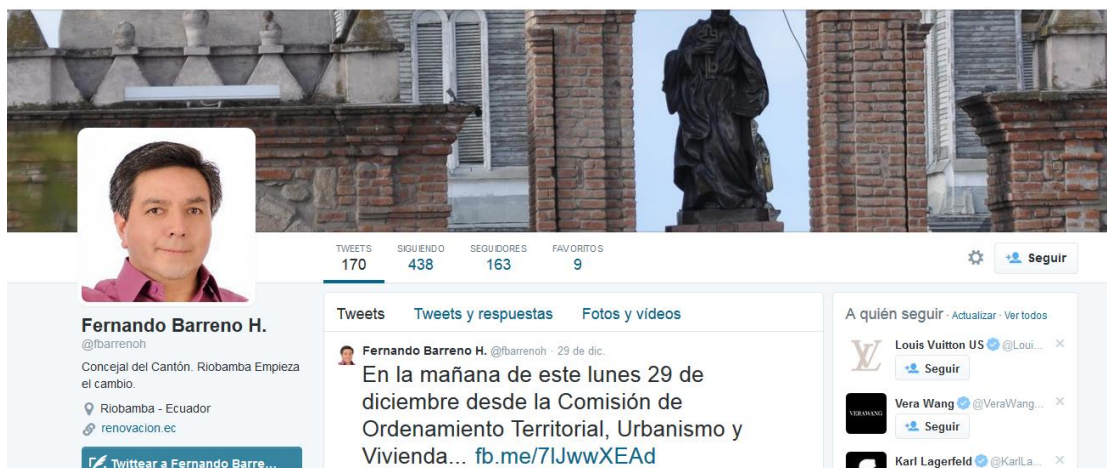 TWEETS SIGUIENDO SEGUIDORES FAVORITOS
170 438 163 9
Seguir
Fernando Barreno H.
@fbarrenoh
Concejal del Cantón. Riobamba Empieza
el cambio.
Riobamba - Ecuador
renovacion.ec
Twittear a Fernando Barre...
Tweets Tweets y respuestas Fotos y vídeos
Fernando Barreno H. @fbarrenoh · 29 de dic.
En la mañana de este lunes 29 de
diciembre desde la Comisión de
Ordenamiento Territorial, Urbanismo y
Vivienda... fb.me/7IJwwXEAd
A quién seguir · Actualizar · Ver todos
Louis Vuitton US @Loui...
Seguir
VERAWANG
Vera Wang @VeraWang...
Seguir
Karl Lagerfeld @KarlLa...